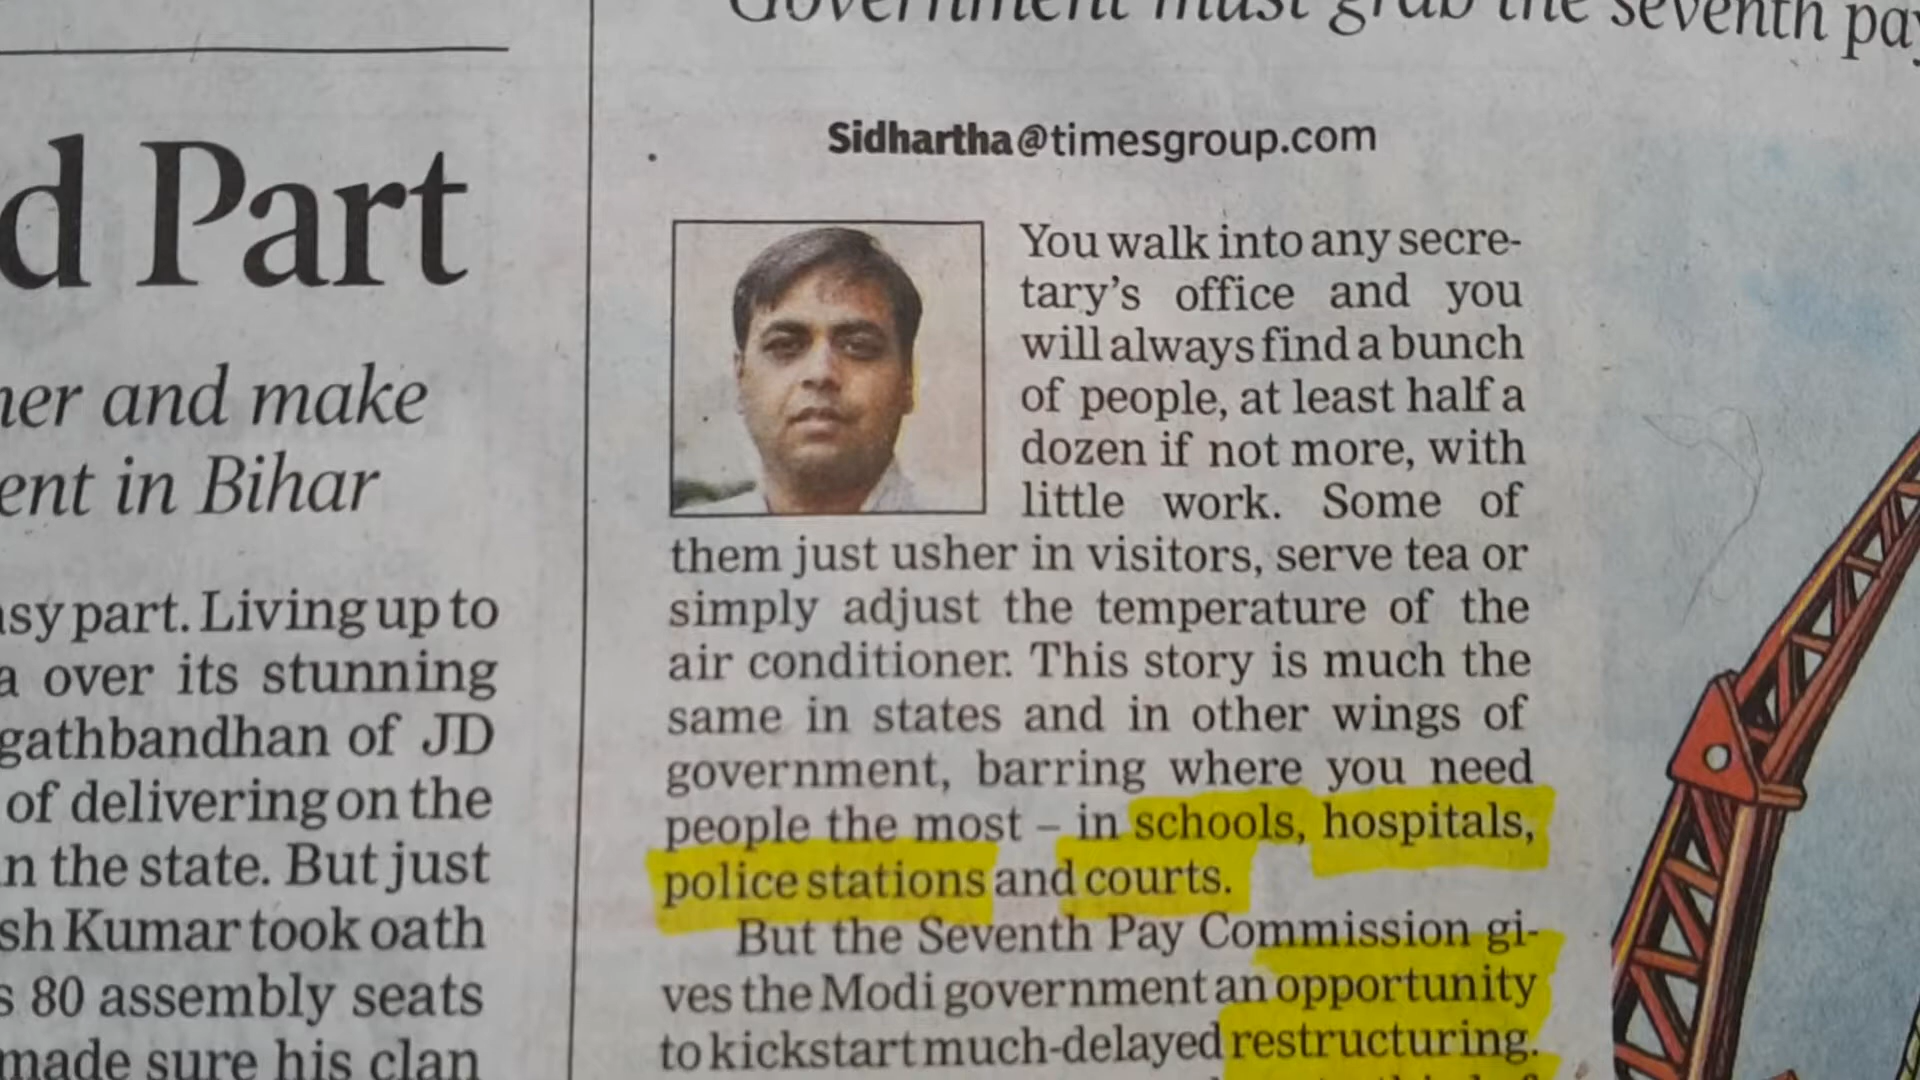 Government must grab the seventh pay
d Part
her and make
ent in Bihar
asy part. Living up to
a over its stunning
gathbandhan of JD
of delivering on the
n the state. But just
sh Kumar took oath
s 80 assembly seats
made sure his clan
Sidhartha@timesgroup.com
You walk into any secre-
tary's office and you
will always find a bunch
of people, at least half a
dozen if not more, with
little work. Some of
them just usher in visitors, serve tea or
simply adjust the temperature of the
air conditioner. This story is much the
same in states and in other wings of
government, barring where you need
people the most – in schools, hospitals,
police stations and courts.
But the Seventh Pay Commission gi-
ves the Modi government an opportunity
to kickstart much-delayed restructuring.